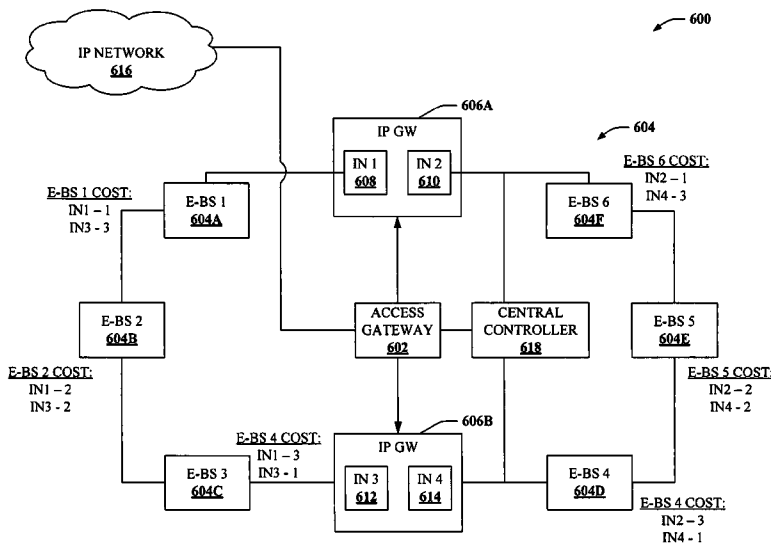 600
IP NETWORK
616
606A
604
IP GW
IN 1
608
IN 2
610
E-BS 6 COST:
IN2 – 1
IN4 - 3
E-BS 1 COST:
IN1 – 1
IN3 - 3
E-BS 1
604A
E-BS 6
604F
E-BS 2
604B
ACCESS
GATEWAY
602
CENTRAL
CONTROLLER
618
E-BS 5
604E
E-BS 2 COST:
IN1 – 2
IN3 - 2
E-BS 5 COST:
IN2 – 2
IN4 - 2
606B
E-BS 4 COST:
IN1 – 3
IN3 - 1
IP GW
IN 3
612
IN 4
614
E-BS 3
604C
E-BS 4
604D
E-BS 4 COST:
IN2 – 3
IN4 - 1